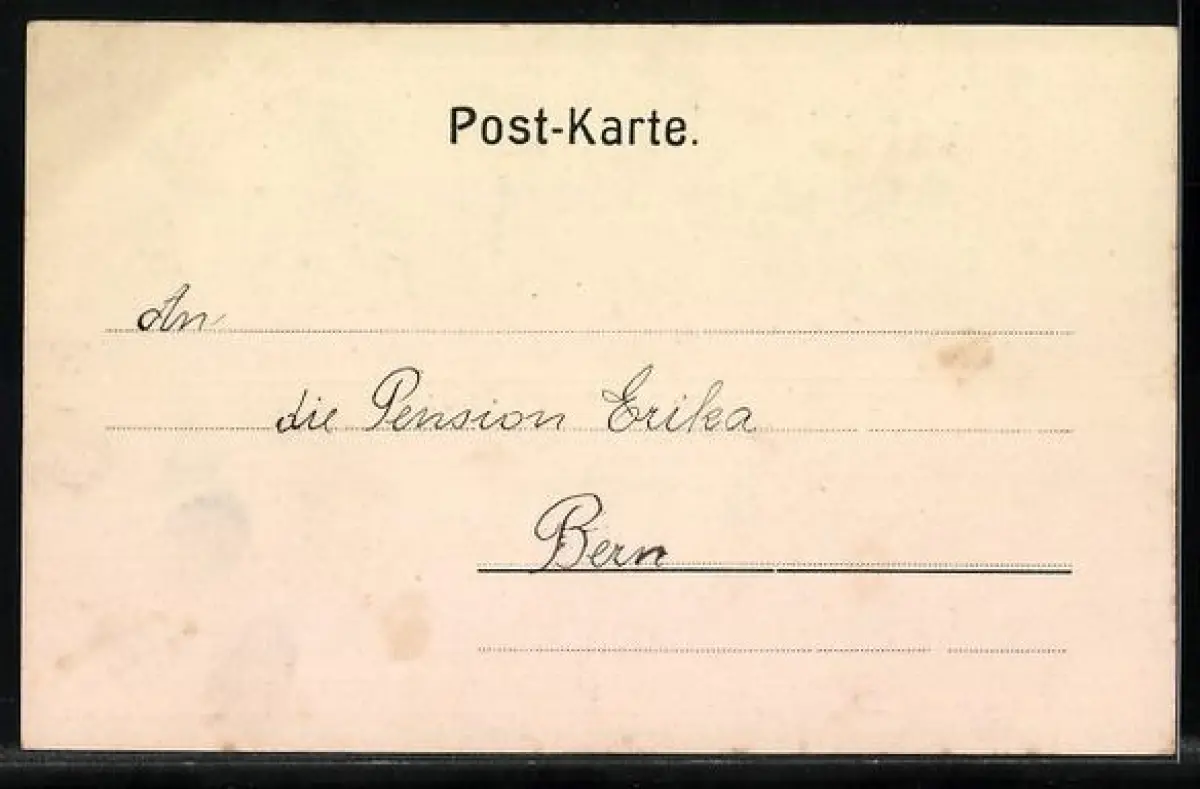 Post-Karte.
An
die Pension Erika
Bern